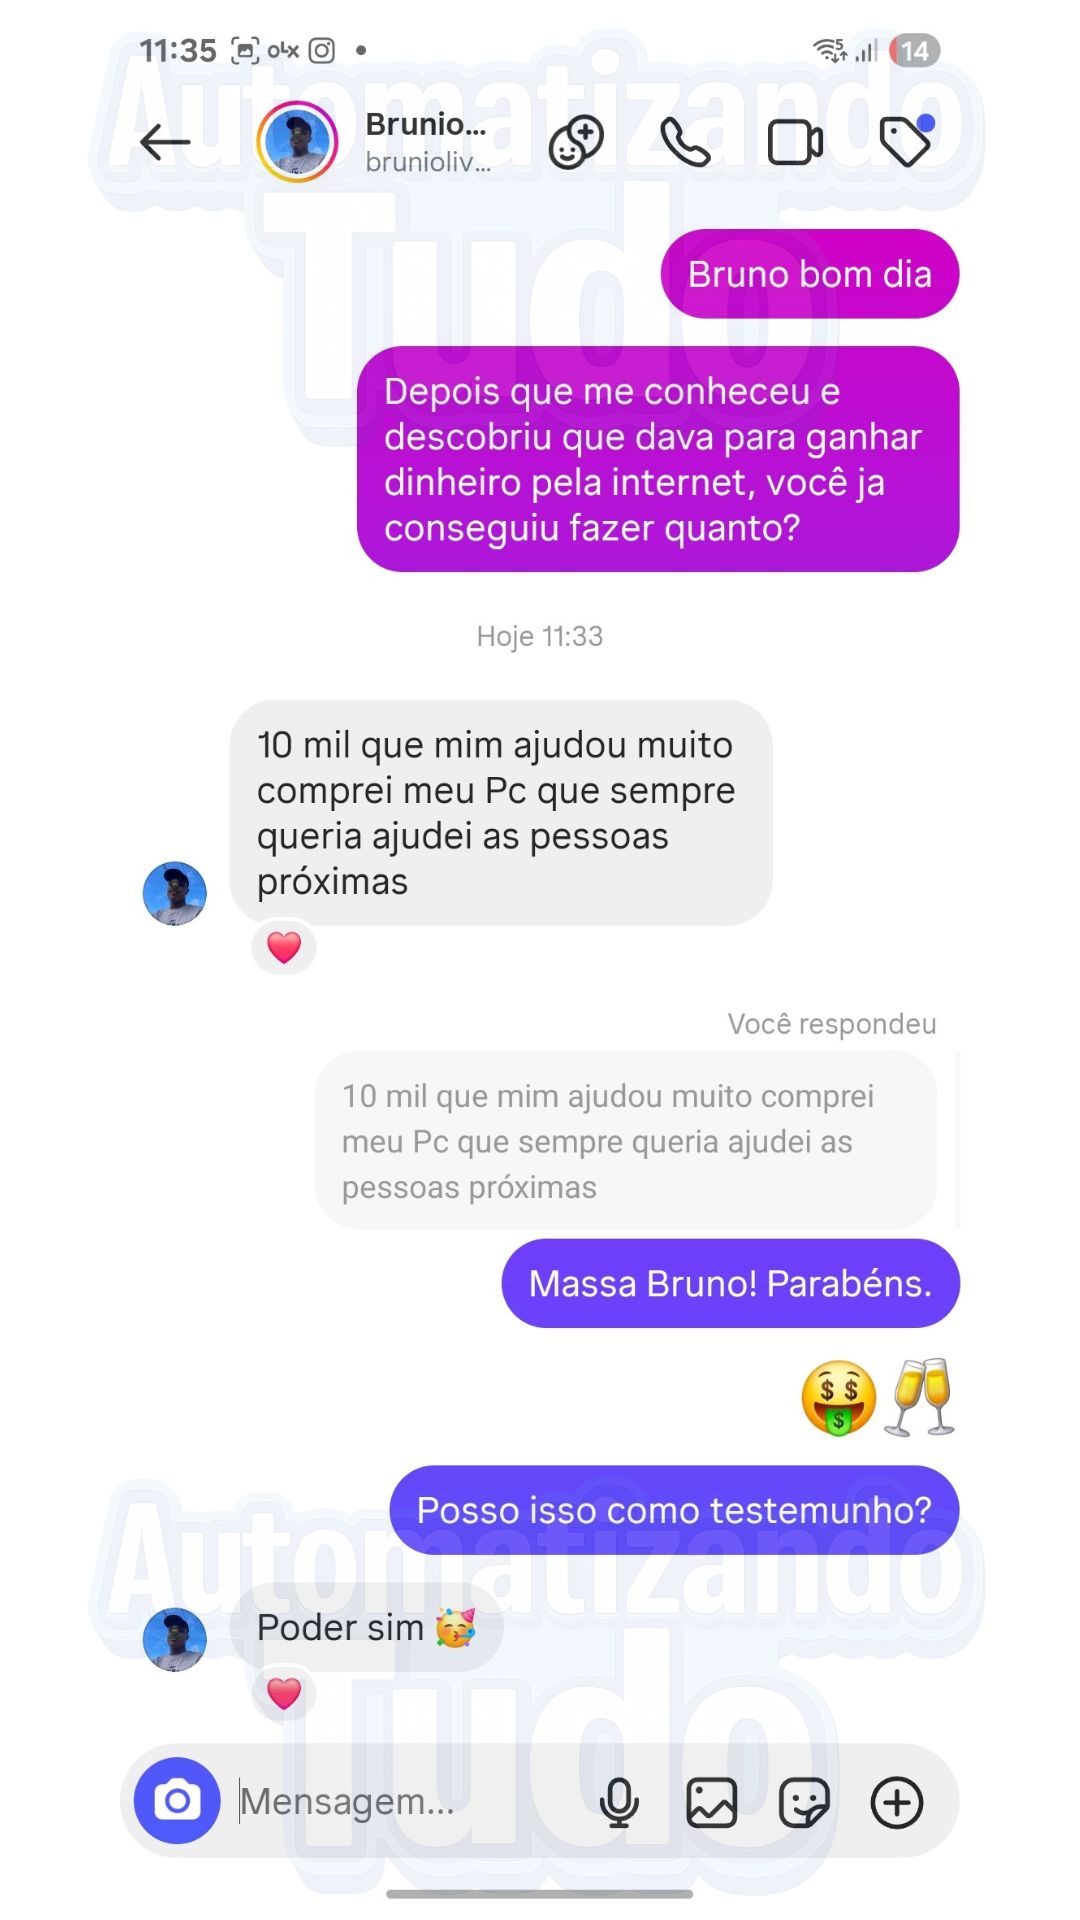 11:35 olx
5 14
Brunio...
brunioliv...
Automatizando
Tudo
Bruno bom dia
Depois que me conheceu e
descobriu que dava para ganhar
dinheiro pela internet, você ja
conseguiu fazer quanto?
Hoje 11:33
10 mil que mim ajudou muito
comprei meu Pc que sempre
queria ajudei as pessoas
próximas
Você respondeu
10 mil que mim ajudou muito comprei
meu Pc que sempre queria ajudei as
pessoas próximas
Massa Bruno! Parabéns.
Posso isso como testemunho?
Automatizando
Poder sim
Tudo
Mensagem...